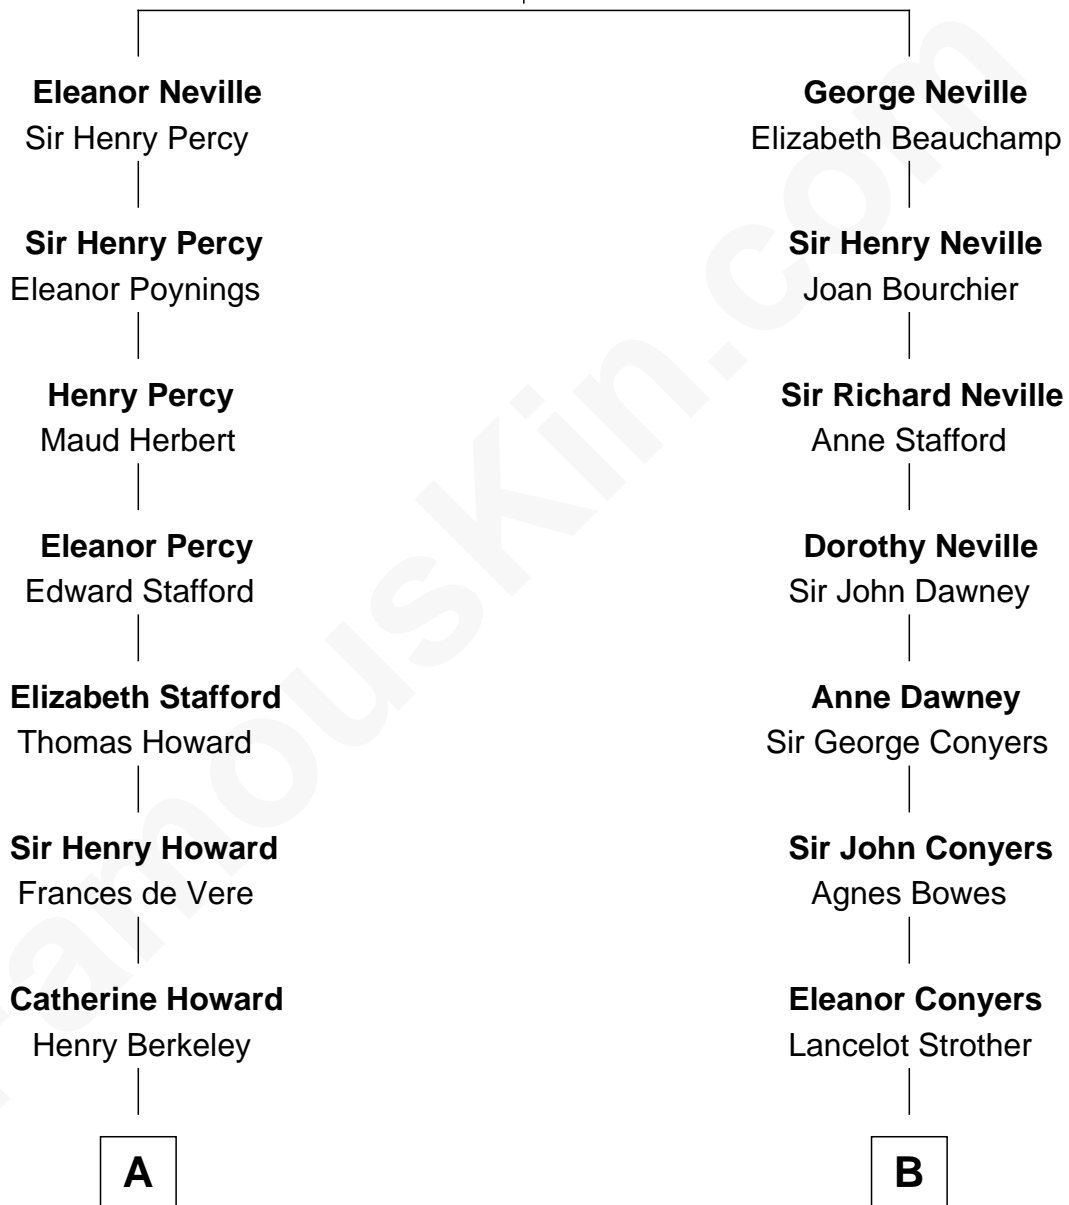 Eleanor Neville
Sir Henry Percy
George Neville
Elizabeth Beauchamp
Sir Henry Percy
Eleanor Poynings
Sir Henry Neville
Joan Bourchier
Henry Percy
Maud Herbert
Sir Richard Neville
Anne Stafford
Eleanor Percy
Edward Stafford
Dorothy Neville
Sir John Dawney
Elizabeth Stafford
Thomas Howard
Anne Dawney
Sir George Conyers
Sir Henry Howard
Frances de Vere
Sir John Conyers
Agnes Bowes
Catherine Howard
Henry Berkeley
Eleanor Conyers
Lancelot Strother
A
B
FamousKin.com